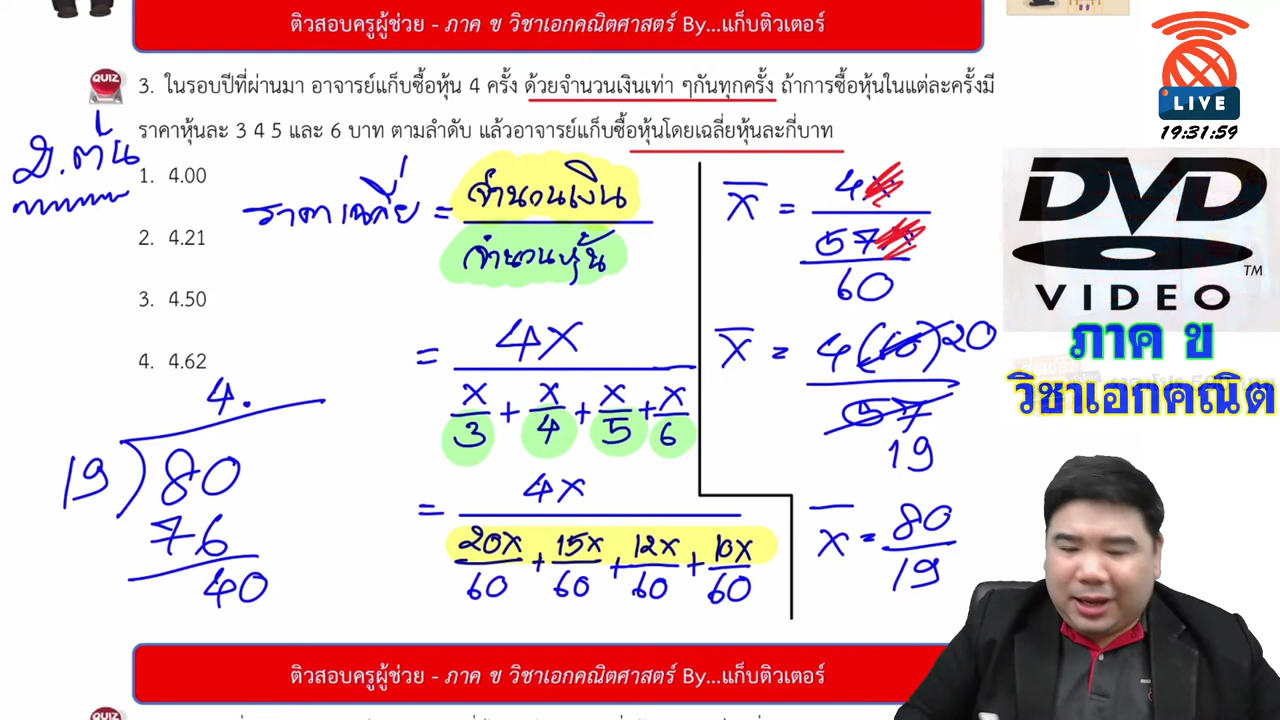 ติวสอบครูผู้ช่วย - ภาค ข วิชาเอกคณิตศาสตร์ By...แก๊บติวเตอร์
QUIZ
3. ในรอบปีที่ผ่านมา อาจารย์แก๊บซื้อหุ้น 4 ครั้ง ด้วยจำนวนเงินเท่า ๆกันทุกครั้ง ถ้าการซื้อหุ้นในแต่ละครั้งมี
ราคาหุ้นละ 3 4 5 และ 6 บาท ตามลำดับ แล้วอาจารย์แก๊บซื้อหุ้นโดยเฉลี่ยหุ้นละกี่บาท
ม.ต้น
1. 4.00
2. 4.21
3. 4.50
4. 4.62
ราคาเฉลี่ย = จำนวนเงิน
จำนวนหุ้น
= 4x
x/3 + x/4 + x/5 + x/6
= 4x
20x/60 + 15x/60 + 12x/60 + 10x/60
x̄ = 4x
57x
60
x̄ = 4(60)20
57
19
x̄ = 80
19
4.
19)80
76
40
LIVE
19:31:59
DVD
TM
VIDEO
ภาค ข
วิชาเอกคณิต
ติวสอบครูผู้ช่วย - ภาค ข วิชาเอกคณิตศาสตร์ By...แก๊บติวเตอร์
QUIZ